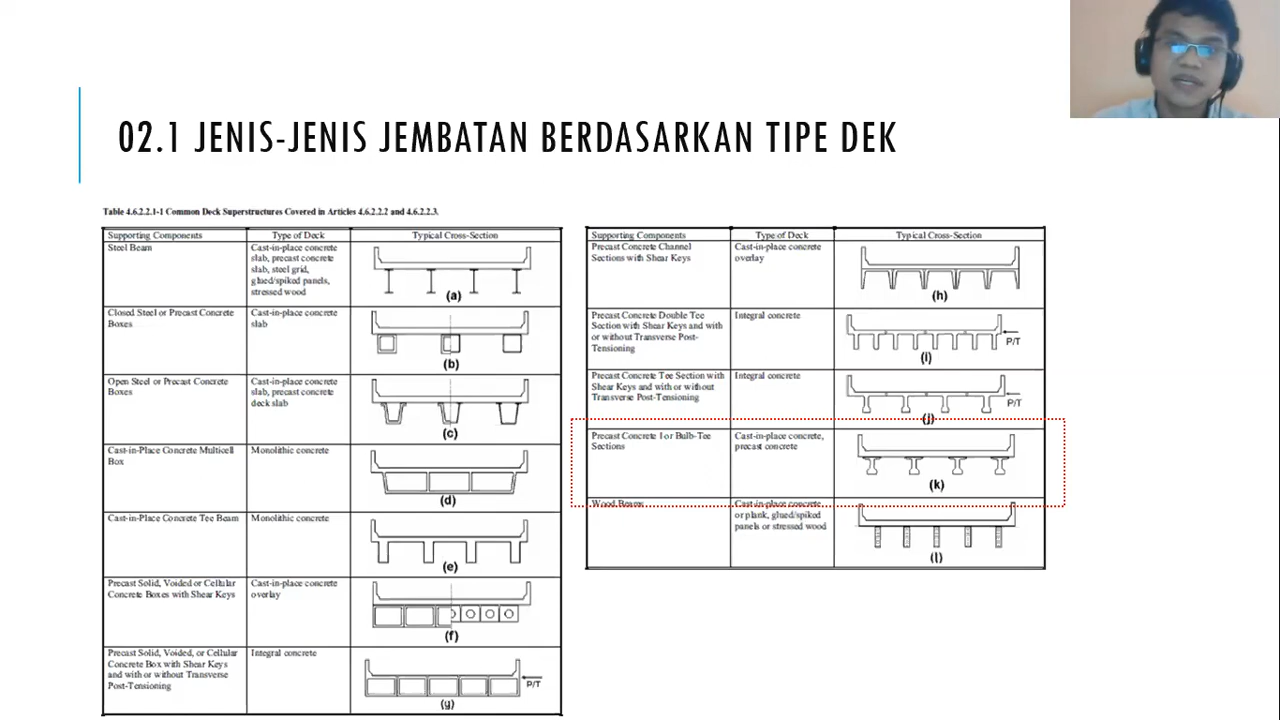 02.1 JENIS-JENIS JEMBATAN BERDASARKAN TIPE DEK
Table 4.6.2.2.1-1 Common Deck Superstructures Covered in Articles 4.6.2.2.2 and 4.6.2.2.3.
Supporting Components Type of Deck Typical Cross-Section
Steel Beam
Cast-in-place concrete
slab, precast concrete
slab, steel grid,
glued/spiked panels,
stressed wood
(a)
Closed Steel or Precast Concrete
Boxes
Cast-in-place concrete
slab
(b)
Open Steel or Precast Concrete
Boxes
Cast-in-place concrete
slab, precast concrete
deck slab
(c)
Cast-in-Place Concrete Multicell
Box
Monolithic concrete
(d)
Cast-in-Place Concrete Tee Beam
Monolithic concrete
(e)
Precast Solid, Voided or Cellular
Concrete Boxes with Shear Keys
Cast-in-place concrete
overlay
(f)
Precast Solid, Voided, or Cellular
Concrete Box with Shear Keys
and with or without Transverse
Post-Tensioning
Integral concrete
P/T
(g)
Supporting Components Type of Deck Typical Cross-Section
Precast Concrete Channel
Sections with Shear Keys
Cast-in-place concrete
overlay
(h)
Precast Concrete Double Tee
Section with Shear Keys and with
or without Transverse Post-
Tensioning
Integral concrete
P/T
(i)
Precast Concrete Tee Section with
Shear Keys and with or without
Transverse Post-Tensioning
Integral concrete
P/T
(j)
Precast Concrete I or Bulb-Tee
Sections
Cast-in-place concrete,
precast concrete
(k)
Wood Beams
Cast-in-place concrete
or plank, glued/spiked
panels or stressed wood
(l)